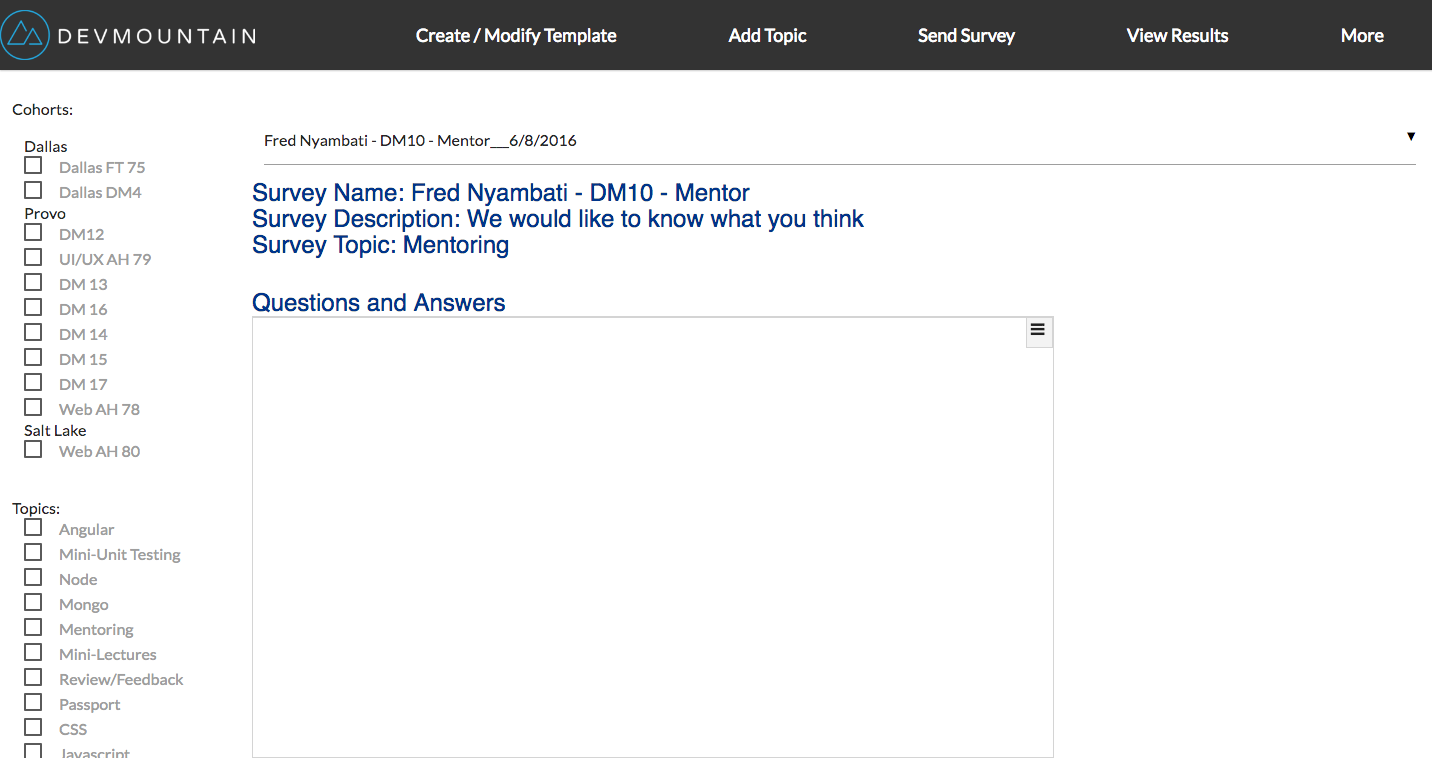 DEVMOUNTAIN
Create / Modify Template
Add Topic
Send Survey
View Results
More
Cohorts:
Dallas
Dallas FT 75
Dallas DM4
Provo
DM12
UI/UX AH 79
DM 13
DM 16
DM 14
DM 15
DM 17
Web AH 78
Salt Lake
Web AH 80
Topics:
Angular
Mini-Unit Testing
Node
Mongo
Mentoring
Mini-Lectures
Review/Feedback
Passport
CSS
Javascript
Fred Nyambati - DM10 - Mentor___6/8/2016
Survey Name: Fred Nyambati - DM10 - Mentor
Survey Description: We would like to know what you think
Survey Topic: Mentoring
Questions and Answers